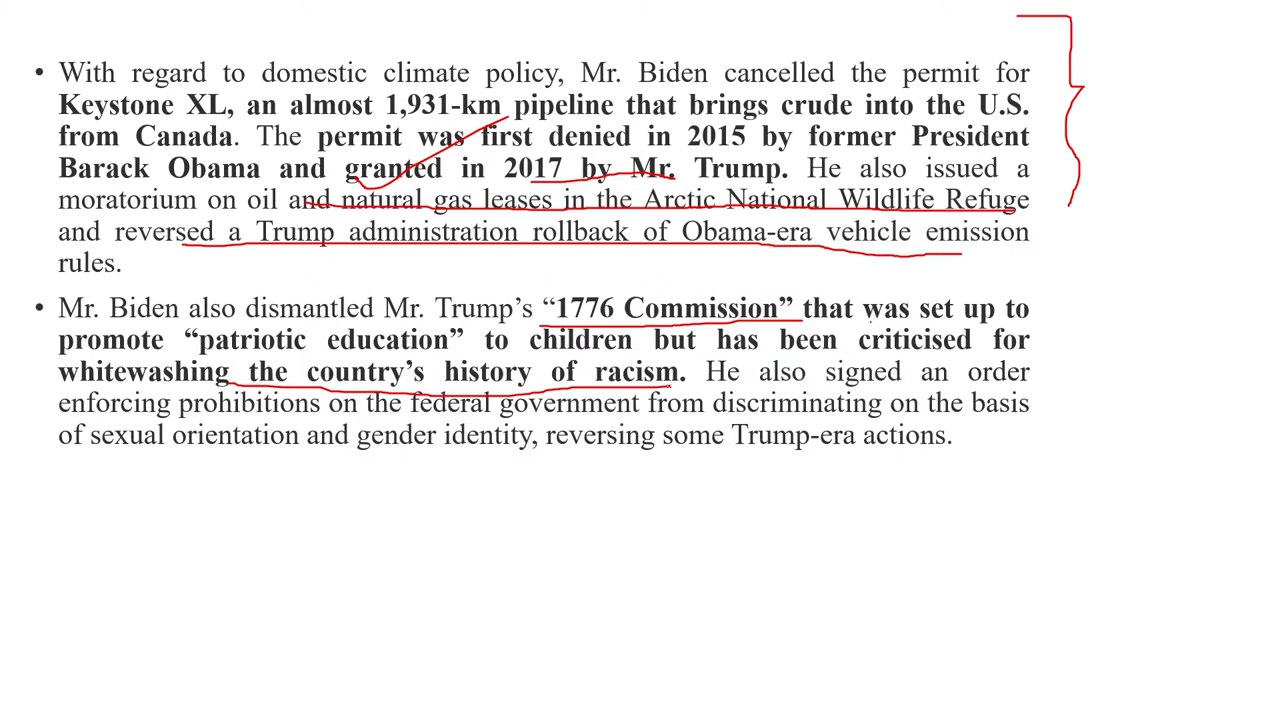 • With regard to domestic climate policy, Mr. Biden cancelled the permit for
Keystone XL, an almost 1,931-km pipeline that brings crude into the U.S.
from Canada. The permit was first denied in 2015 by former President
Barack Obama and granted in 2017 by Mr. Trump. He also issued a
moratorium on oil and natural gas leases in the Arctic National Wildlife Refuge
and reversed a Trump administration rollback of Obama-era vehicle emission
rules.
• Mr. Biden also dismantled Mr. Trump’s “1776 Commission” that was set up to
promote “patriotic education” to children but has been criticised for
whitewashing the country’s history of racism. He also signed an order
enforcing prohibitions on the federal government from discriminating on the basis
of sexual orientation and gender identity, reversing some Trump-era actions.